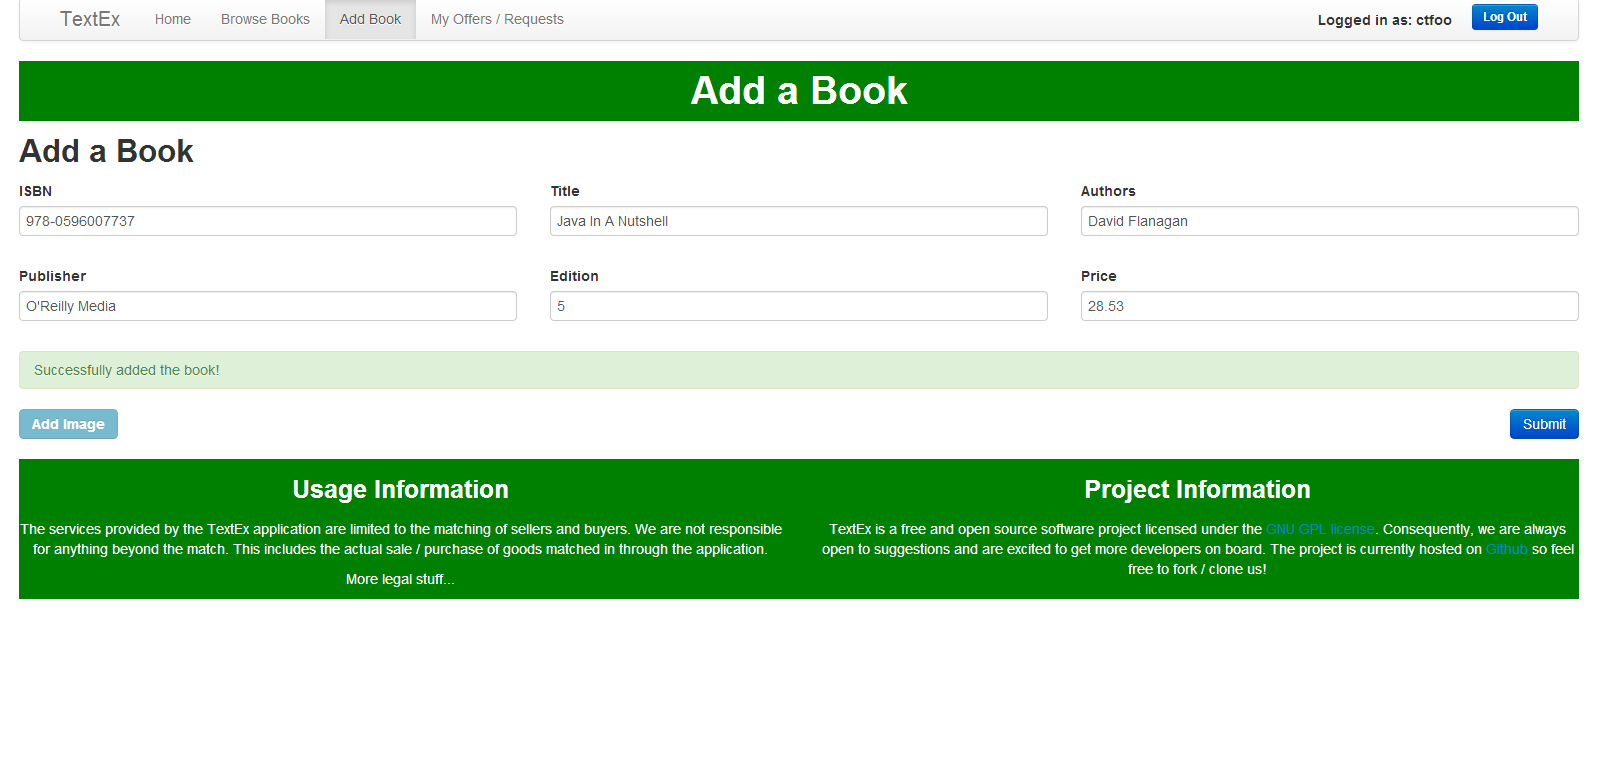 TextEx Home Browse Books Add Book My Offers / Requests Logged in as: ctfoo Log Out
Add a Book
Add a Book
ISBN Title Authors
978-0596007737 Java In A Nutshell David Flanagan
Publisher Edition Price
O'Reilly Media 5 28.53
Successfully added the book!
Add Image Submit
Usage Information
The services provided by the TextEx application are limited to the matching of sellers and buyers. We are not responsible
for anything beyond the match. This includes the actual sale / purchase of goods matched in through the application.
More legal stuff...
Project Information
TextEx is a free and open source software project licensed under the GNU GPL license. Consequently, we are always
open to suggestions and are excited to get more developers on board. The project is currently hosted on Github so feel
free to fork / clone us!